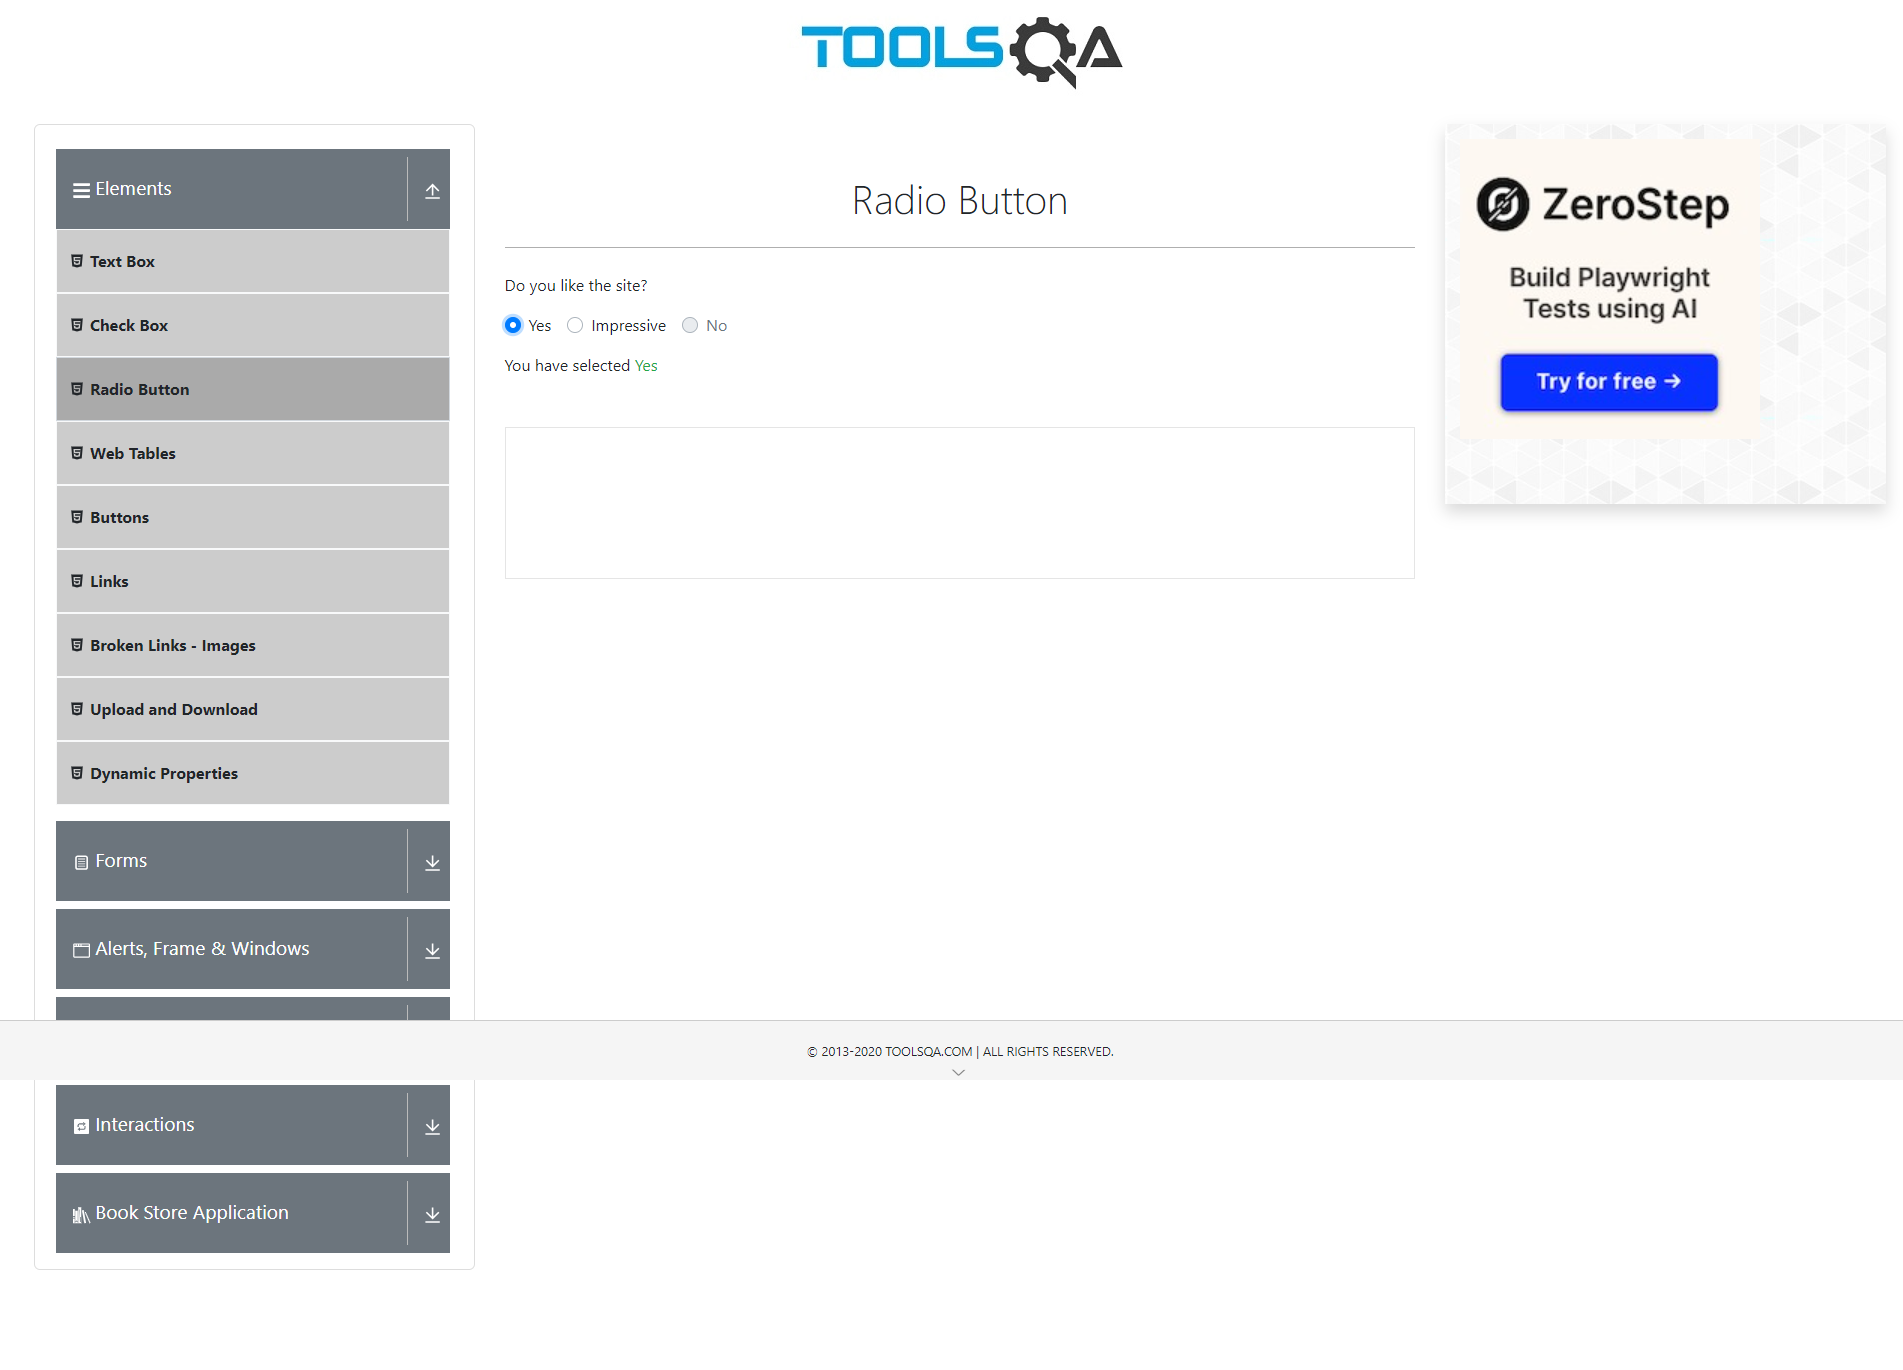 TOOLSQA
Elements
Text Box
Check Box
Radio Button
Web Tables
Buttons
Links
Broken Links - Images
Upload and Download
Dynamic Properties
Forms
Alerts, Frame & Windows
Interactions
Book Store Application
Radio Button
Do you like the site?
Yes Impressive No
You have selected Yes
ZeroStep
Build Playwright
Tests using AI
Try for free →
© 2013-2020 TOOLSQA.COM | ALL RIGHTS RESERVED.